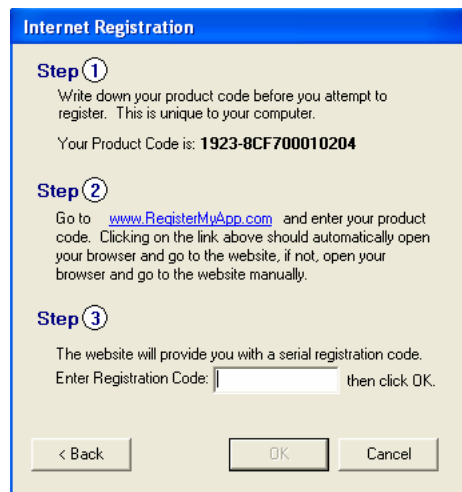 Internet Registration
Step 1
Write down your product code before you attempt to
register. This is unique to your computer.
Your Product Code is: 1923-8CF700010204
Step 2
Go to www.RegisterMyApp.com and enter your product
code. Clicking on the link above should automatically open
your browser and go to the website, if not, open your
browser and go to the website manually.
Step 3
The website will provide you with a serial registration code.
Enter Registration Code: then click OK.
< Back OK Cancel